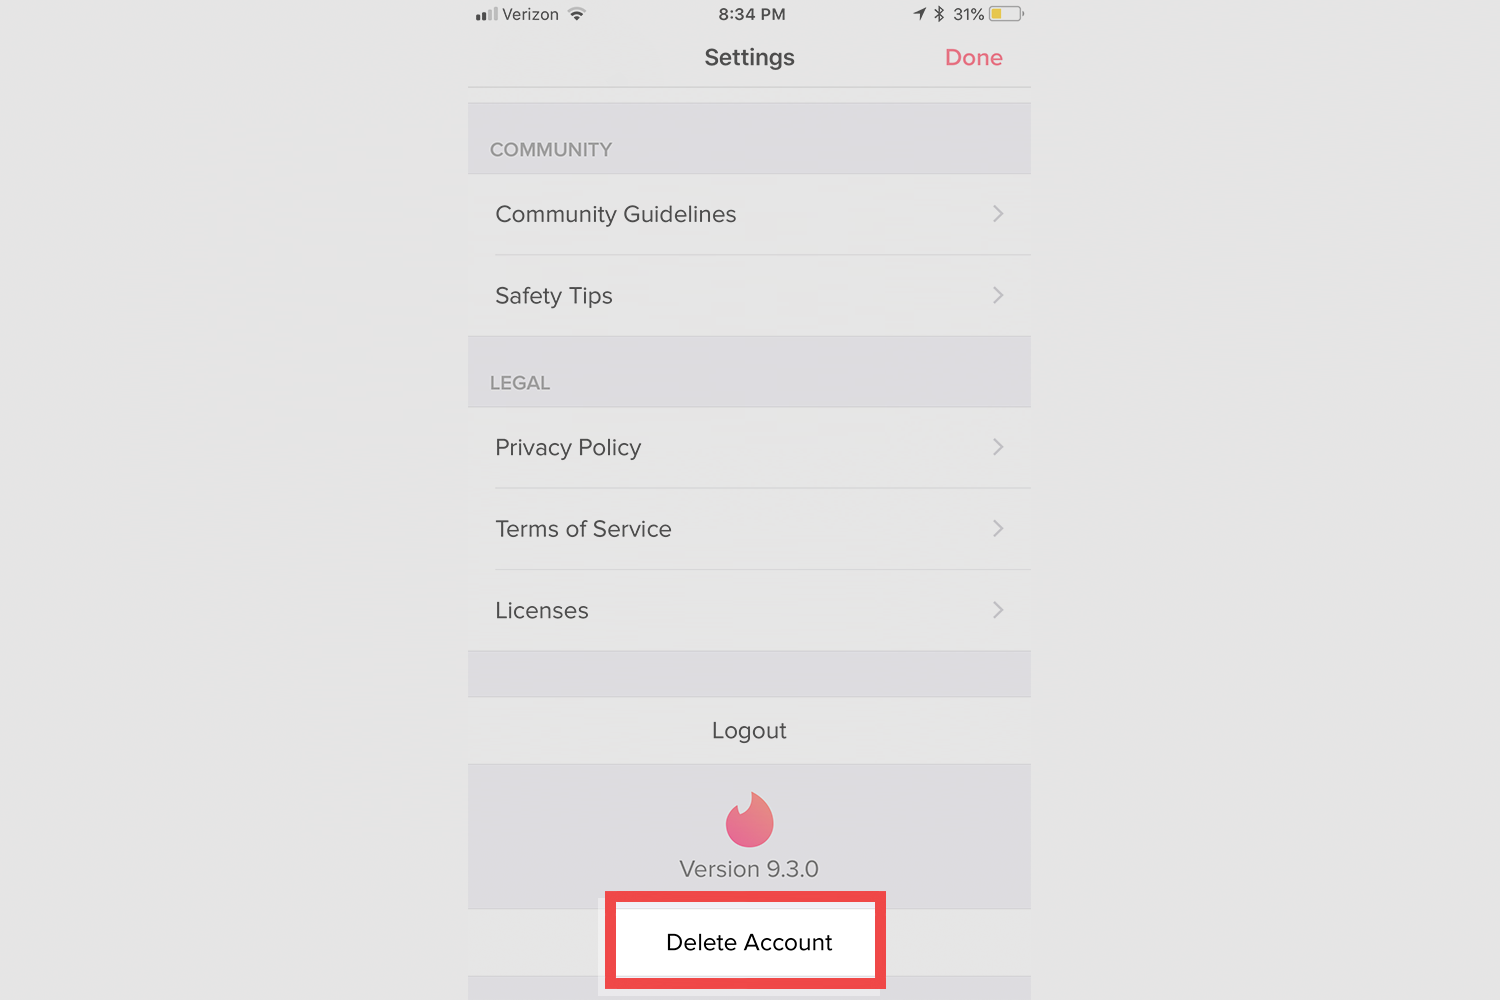 Verizon 8:34 PM 31%
Settings Done
COMMUNITY
Community Guidelines
Safety Tips
LEGAL
Privacy Policy
Terms of Service
Licenses
Logout
Version 9.3.0
Delete Account